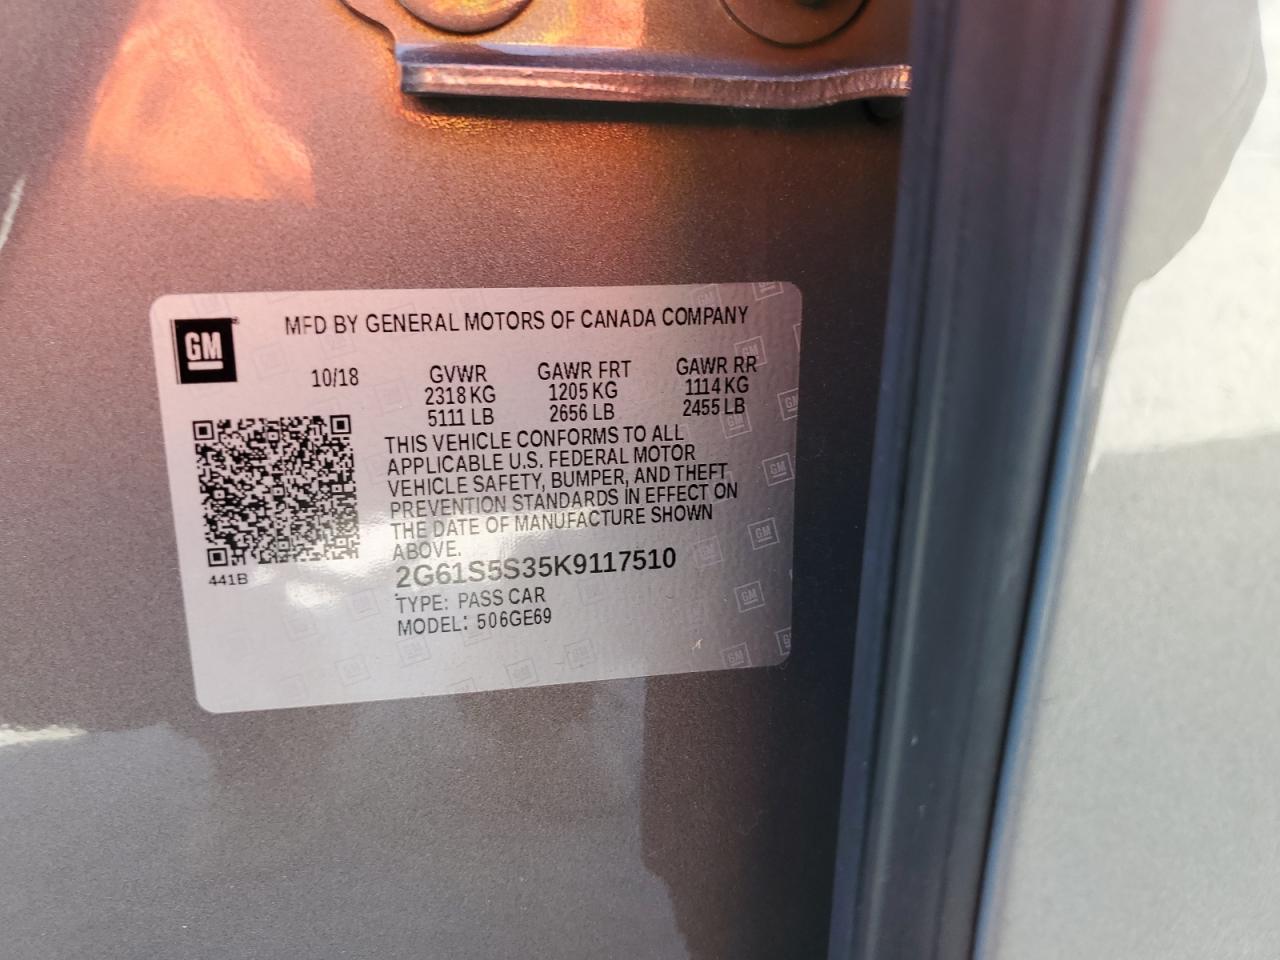 GM
MFD BY GENERAL MOTORS OF CANADA COMPANY
10/18
GVWR
2318 KG
5111 LB
GAWR FRT
1205 KG
2656 LB
GAWR RR
1114 KG
2455 LB
THIS VEHICLE CONFORMS TO ALL
APPLICABLE U.S. FEDERAL MOTOR
VEHICLE SAFETY, BUMPER, AND THEFT
PREVENTION STANDARDS IN EFFECT ON
THE DATE OF MANUFACTURE SHOWN
ABOVE.
441B
2G61S5S35K9117510
TYPE: PASS CAR
MODEL: 506GE69